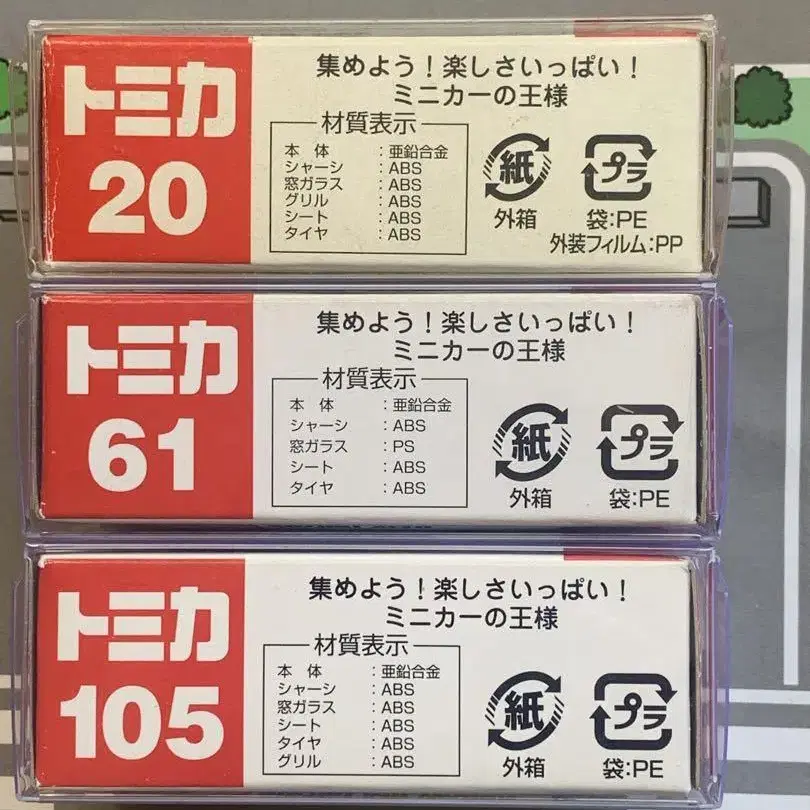 トミカ
20
集めよう!楽しさいっぱい!
ミニカーの王様
材質表示
本 体 :亜鉛合金
シャーシ :ABS
窓ガラス :ABS
グリル :ABS
シート :ABS
タイヤ :ABS
紙
外箱
プラ
袋:PE
外装フィルム:PP
トミカ
61
集めよう!楽しさいっぱい!
ミニカーの王様
材質表示
本 体 :亜鉛合金
シャーシ :ABS
窓ガラス :PS
シート :ABS
タイヤ :ABS
紙
外箱
プラ
袋:PE
トミカ
105
集めよう!楽しさいっぱい!
ミニカーの王様
材質表示
本 体 :亜鉛合金
シャーシ :ABS
窓ガラス :ABS
シート :ABS
タイヤ :ABS
グリル :ABS
紙
外箱
プラ
袋:PE